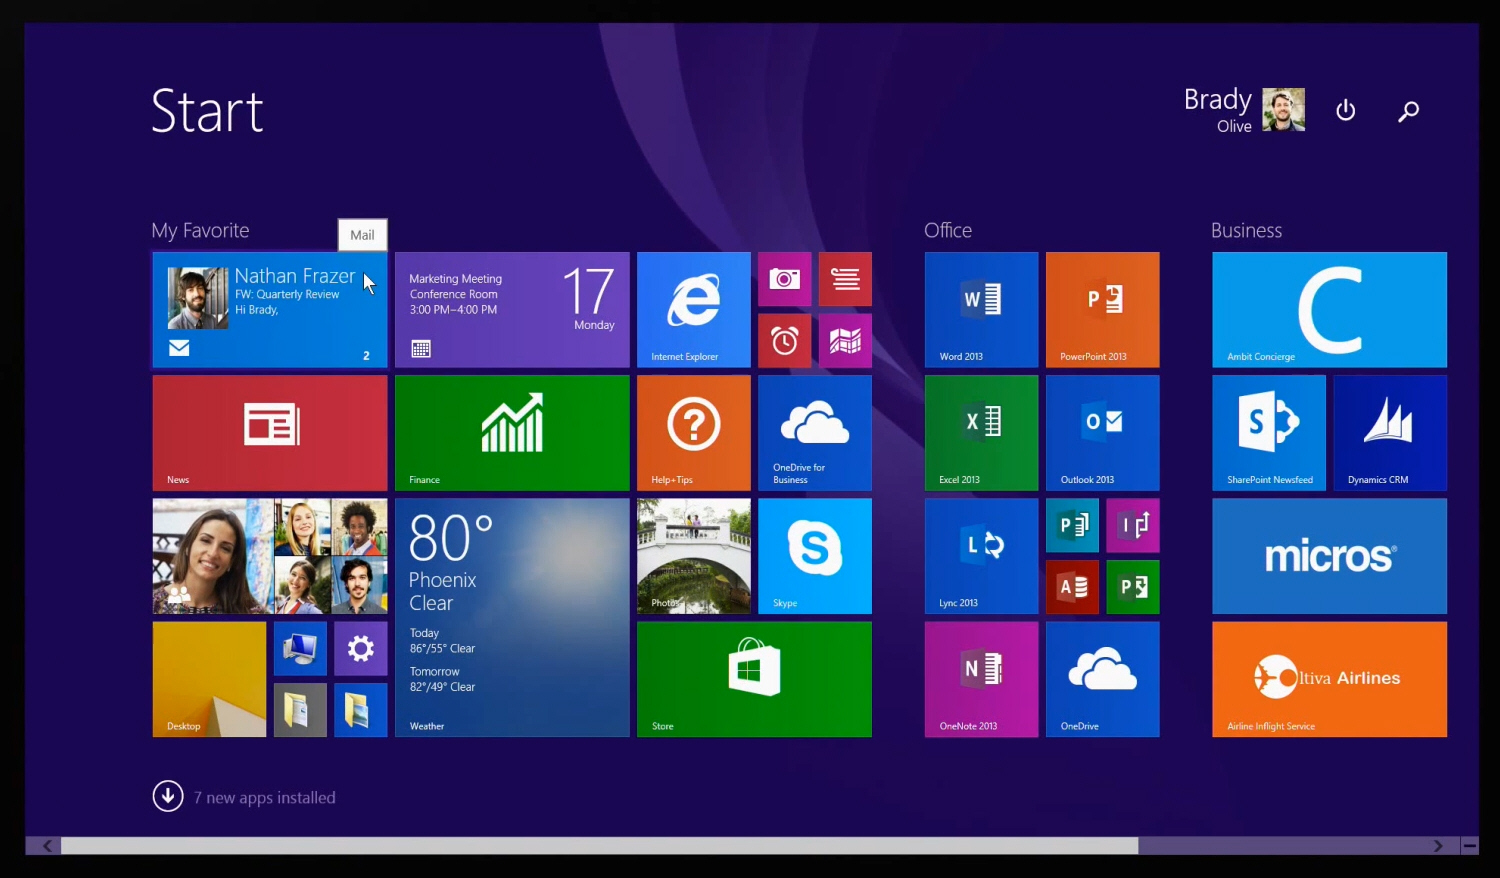 Start
Brady
Olive
My Favorite
Mail
Office
Business
Nathan Frazer
FW: Quarterly Review
Hi Brady,
2
Marketing Meeting
Conference Room
3:00 PM–4:00 PM
17
Monday
Internet Explorer
Word 2013
PowerPoint 2013
Ambit Concierge
News
Finance
Help+Tips
OneDrive for
Business
Excel 2013
Outlook 2013
SharePoint Newsfeed
Dynamics CRM
80°
Phoenix
Clear
Today
86°/55° Clear
Tomorrow
82°/49° Clear
Weather
Photos
Skype
Lync 2013
micros®
Desktop
Store
OneNote 2013
OneDrive
Oltiva Airlines
Airline Inflight Service
7 new apps installed